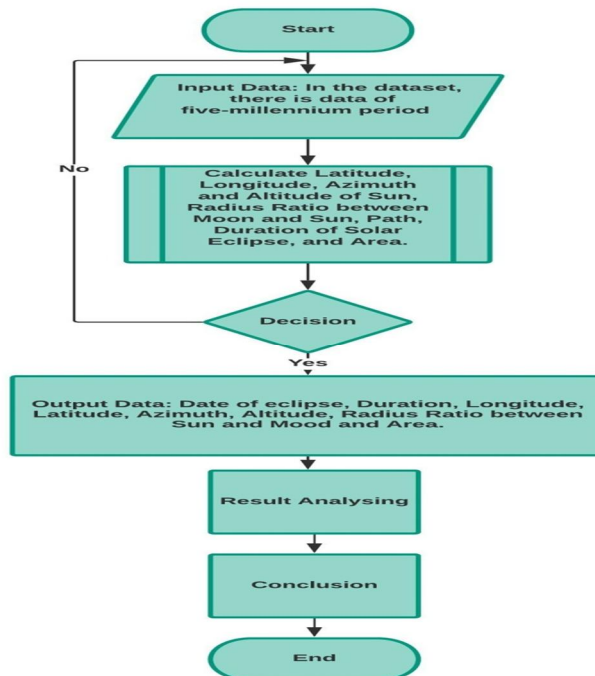 Start
Input Data: In the dataset,
there is data of
five-millennium period
No
Calculate Latitude,
Longitude, Azimuth
and Altitude of Sun,
Radius Ratio between
Moon and Sun, Path,
Duration of Solar
Eclipse, and Area.
Decision
Yes
Output Data: Date of eclipse, Duration, Longitude,
Latitude, Azimuth, Altitude, Radius Ratio between
Sun and Mood and Area.
Result Analysing
Conclusion
End